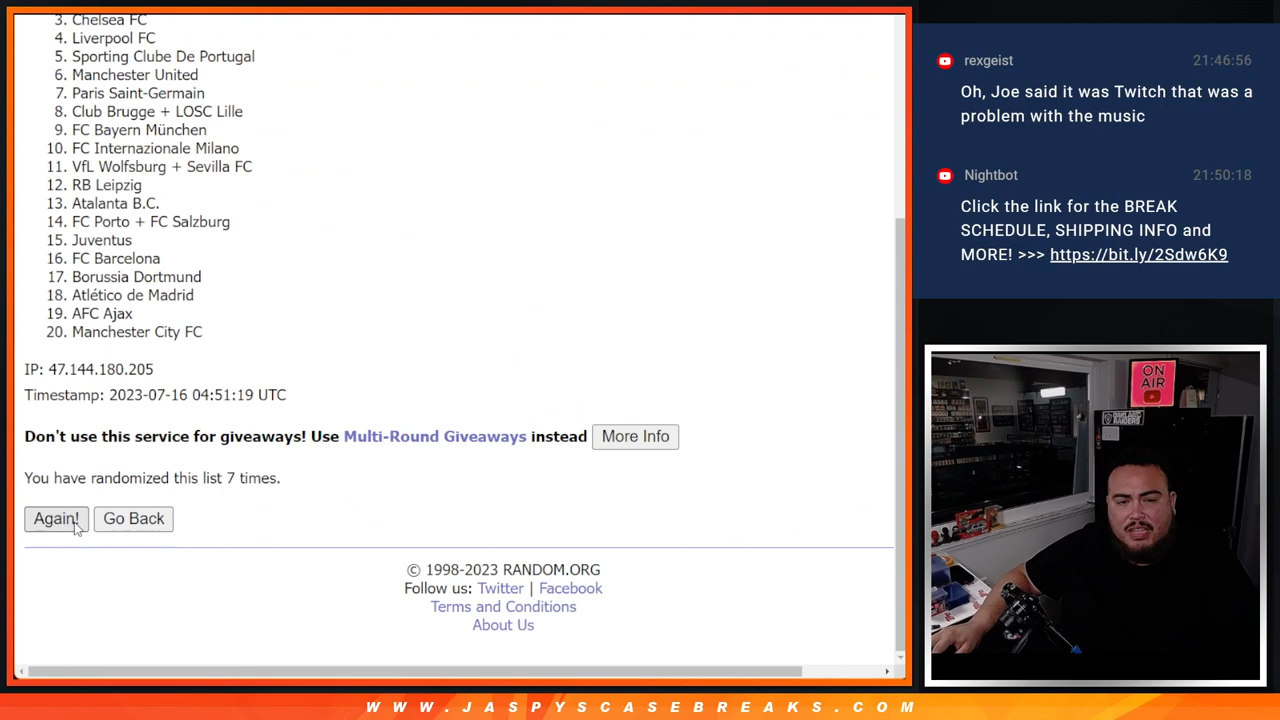 3. Chelsea FC
4. Liverpool FC
5. Sporting Clube De Portugal
6. Manchester United
7. Paris Saint-Germain
8. Club Brugge + LOSC Lille
9. FC Bayern München
10. FC Internazionale Milano
11. VfL Wolfsburg + Sevilla FC
12. RB Leipzig
13. Atalanta B.C.
14. FC Porto + FC Salzburg
15. Juventus
16. FC Barcelona
17. Borussia Dortmund
18. Atlético de Madrid
19. AFC Ajax
20. Manchester City FC
IP: 47.144.180.205
Timestamp: 2023-07-16 04:51:19 UTC
Don't use this service for giveaways! Use Multi-Round Giveaways instead More Info
You have randomized this list 7 times.
Again! Go Back
© 1998-2023 RANDOM.ORG
Follow us: Twitter | Facebook
Terms and Conditions
About Us
rexgeist 21:46:56
Oh, Joe said it was Twitch that was a
problem with the music
Nightbot 21:50:18
Click the link for the BREAK
SCHEDULE, SHIPPING INFO and
MORE! >>> https://bit.ly/2Sdw6K9
ON
AIR
RAIDERS
WWW.JASPYSCASEBREAKS.COM